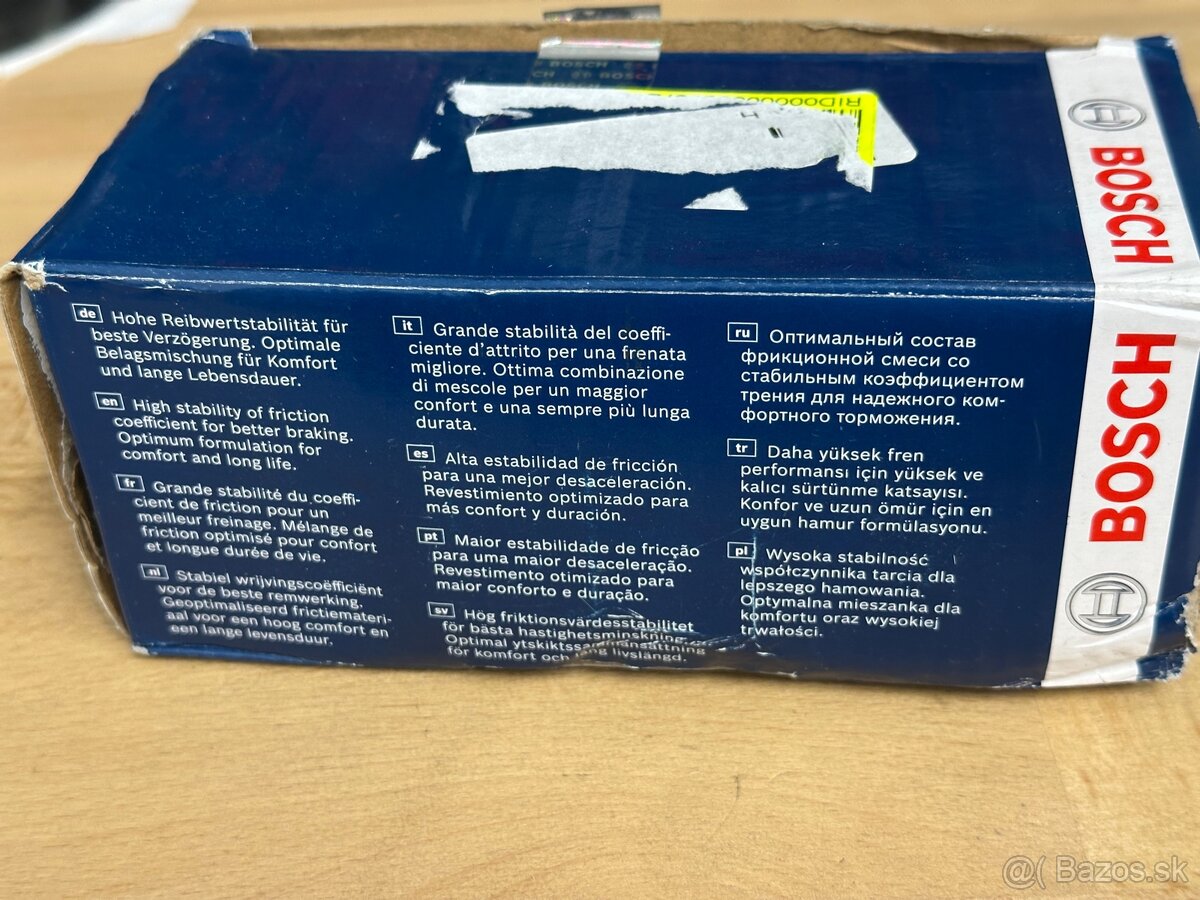 BOSCH
CH BOSCH
RID000000
BOSCH
BOSCH
de Hohe Reibwertstabilität für
beste Verzögerung. Optimale
Belagsmischung für Komfort
und lange Lebensdauer.
en High stability of friction
coefficient for better braking.
Optimum formulation for
comfort and long life.
fr Grande stabilité du coeffi-
cient de friction pour un
meilleur freinage. Mélange de
friction optimisé pour confort
et longue durée de vie.
nl Stabiel wrijvingscoëfficiënt
voor de beste remwerking.
Geoptimaliseerd frictiemateri-
aal voor een hoog comfort en
een lange levensduur.
it Grande stabilità del coeffi-
ciente d'attrito per una frenata
migliore. Ottima combinazione
di mescole per un maggior
confort e una sempre più lunga
durata.
es Alta estabilidad de fricción
para una mejor desaceleración.
Revestimiento optimizado para
más confort y duración.
pt Maior estabilidade de fricção
para uma maior desaceleração.
Revestimento otimizado para
maior conforto e duração.
sv Hög friktionsvärdesstabilitet
för bästa hastighetsminskning.
Optimal ytskiktssammansättning
för komfort och lång livslängd.
ru Оптимальный состав
фрикционной смеси со
стабильным коэффициентом
трения для надежного ком-
фортного торможения.
tr Daha yüksek fren
performansı için yüksek ve
kalıcı sürtünme katsayısı.
Konfor ve uzun ömür için en
uygun hamur formülasyonu.
pl Wysoka stabilność
współczynnika tarcia dla
lepszego hamowania.
Optymalna mieszanka dla
komfortu oraz wysokiej
trwałości.
@( Bazos.sk